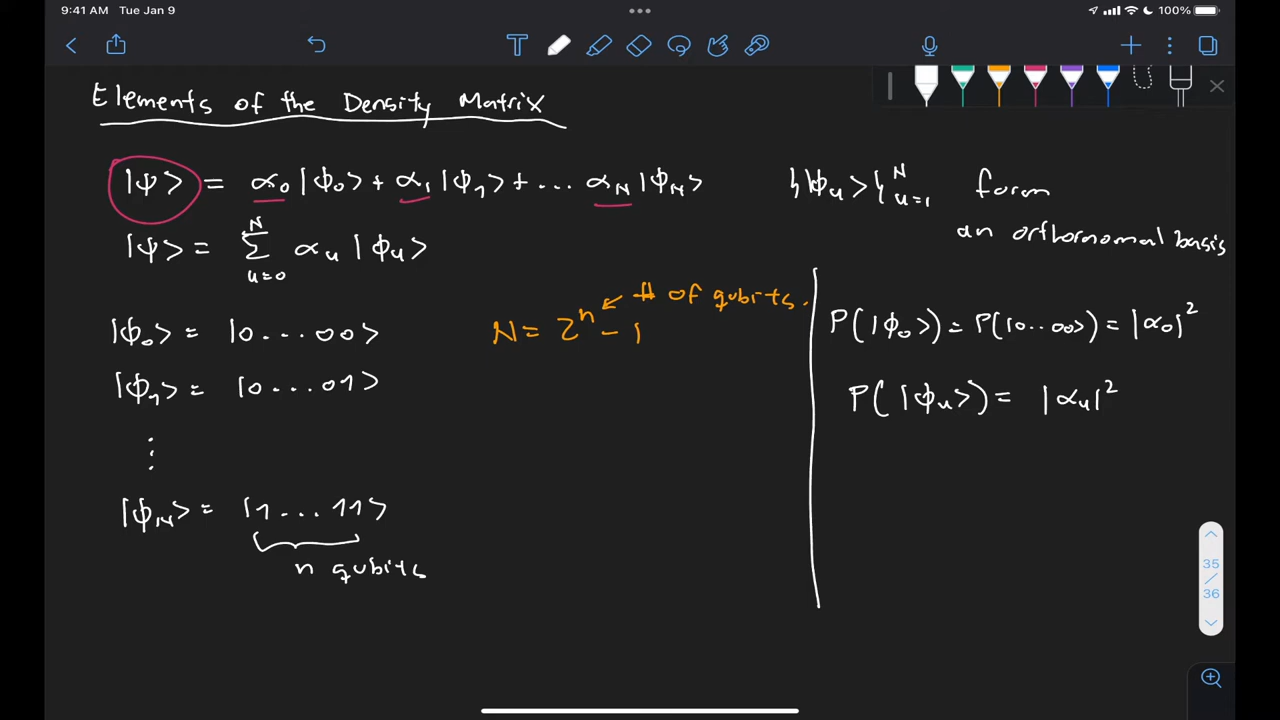 9:41 AM Tue Jan 9
100%
Elements of the Density Matrix
|ψ> = α₀|ϕ₀> + α₁|ϕ₁> + ... α_N|ϕ_N>
|ψ> = Σ_{u=0}^{N} α_u|ϕ_u>
|ϕ₀> = |0...00>
|ϕ₁> = |0...01>
⋮
|ϕ_N> = |1...11>
n qubits
N = 2ⁿ - 1 ← # of qubits.
{|ϕ_u>}_{u=1}^{N} form
an orthornomal basis
P(|ϕ₀>) = P(|0..00>) = |α₀|²
P(|ϕ_u>) = |α_u|²
35
/
36